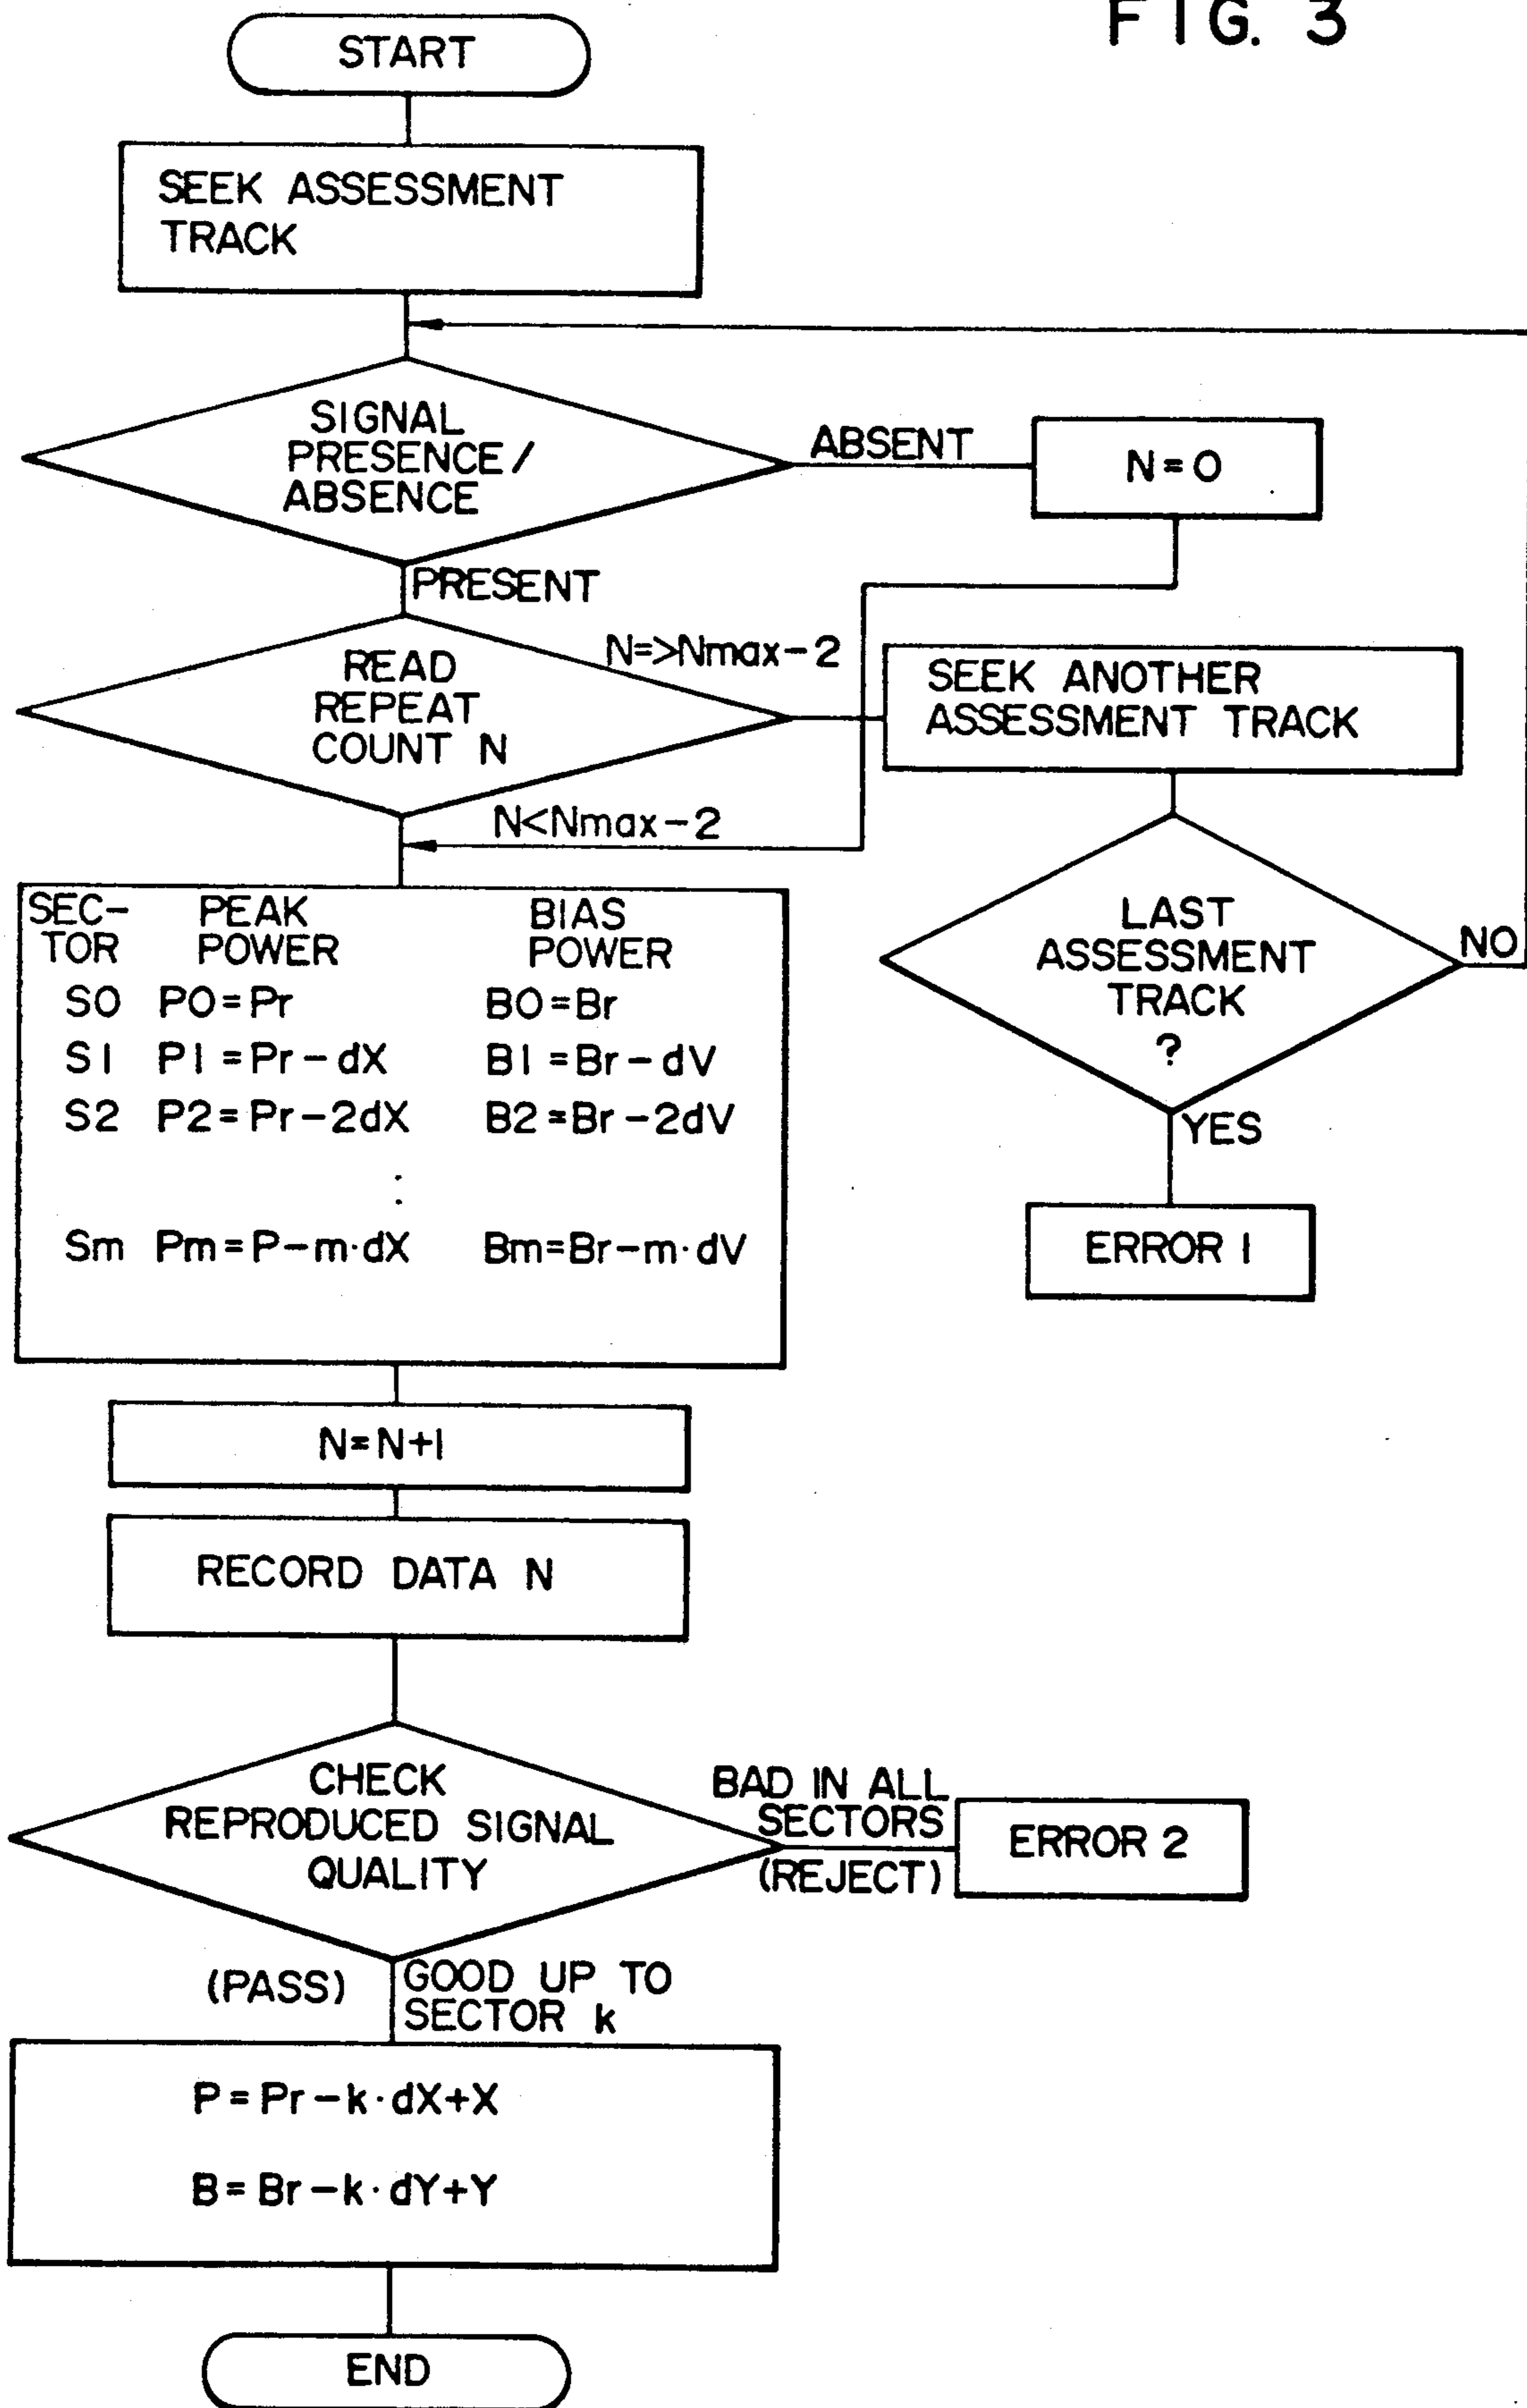 FIG. 3
START
SEEK ASSESSMENT
TRACK
SIGNAL
PRESENCE/
ABSENCE
ABSENT
N=0
PRESENT
READ
REPEAT
COUNT N
N=>Nmax-2
SEEK ANOTHER
ASSESSMENT TRACK
N<Nmax-2
LAST
ASSESSMENT
TRACK
?
NO
YES
ERROR 1
SEC- PEAK BIAS
TOR POWER POWER
S0 P0=Pr B0=Br
S1 P1=Pr-dX B1=Br-dV
S2 P2=Pr-2dX B2=Br-2dV
:
Sm Pm=P-m·dX Bm=Br-m·dV
N=N+1
RECORD DATA N
CHECK
REPRODUCED SIGNAL
QUALITY
BAD IN ALL
SECTORS
(REJECT)
ERROR 2
(PASS)
GOOD UP TO
SECTOR k
P=Pr-k·dX+X
B=Br-k·dY+Y
END